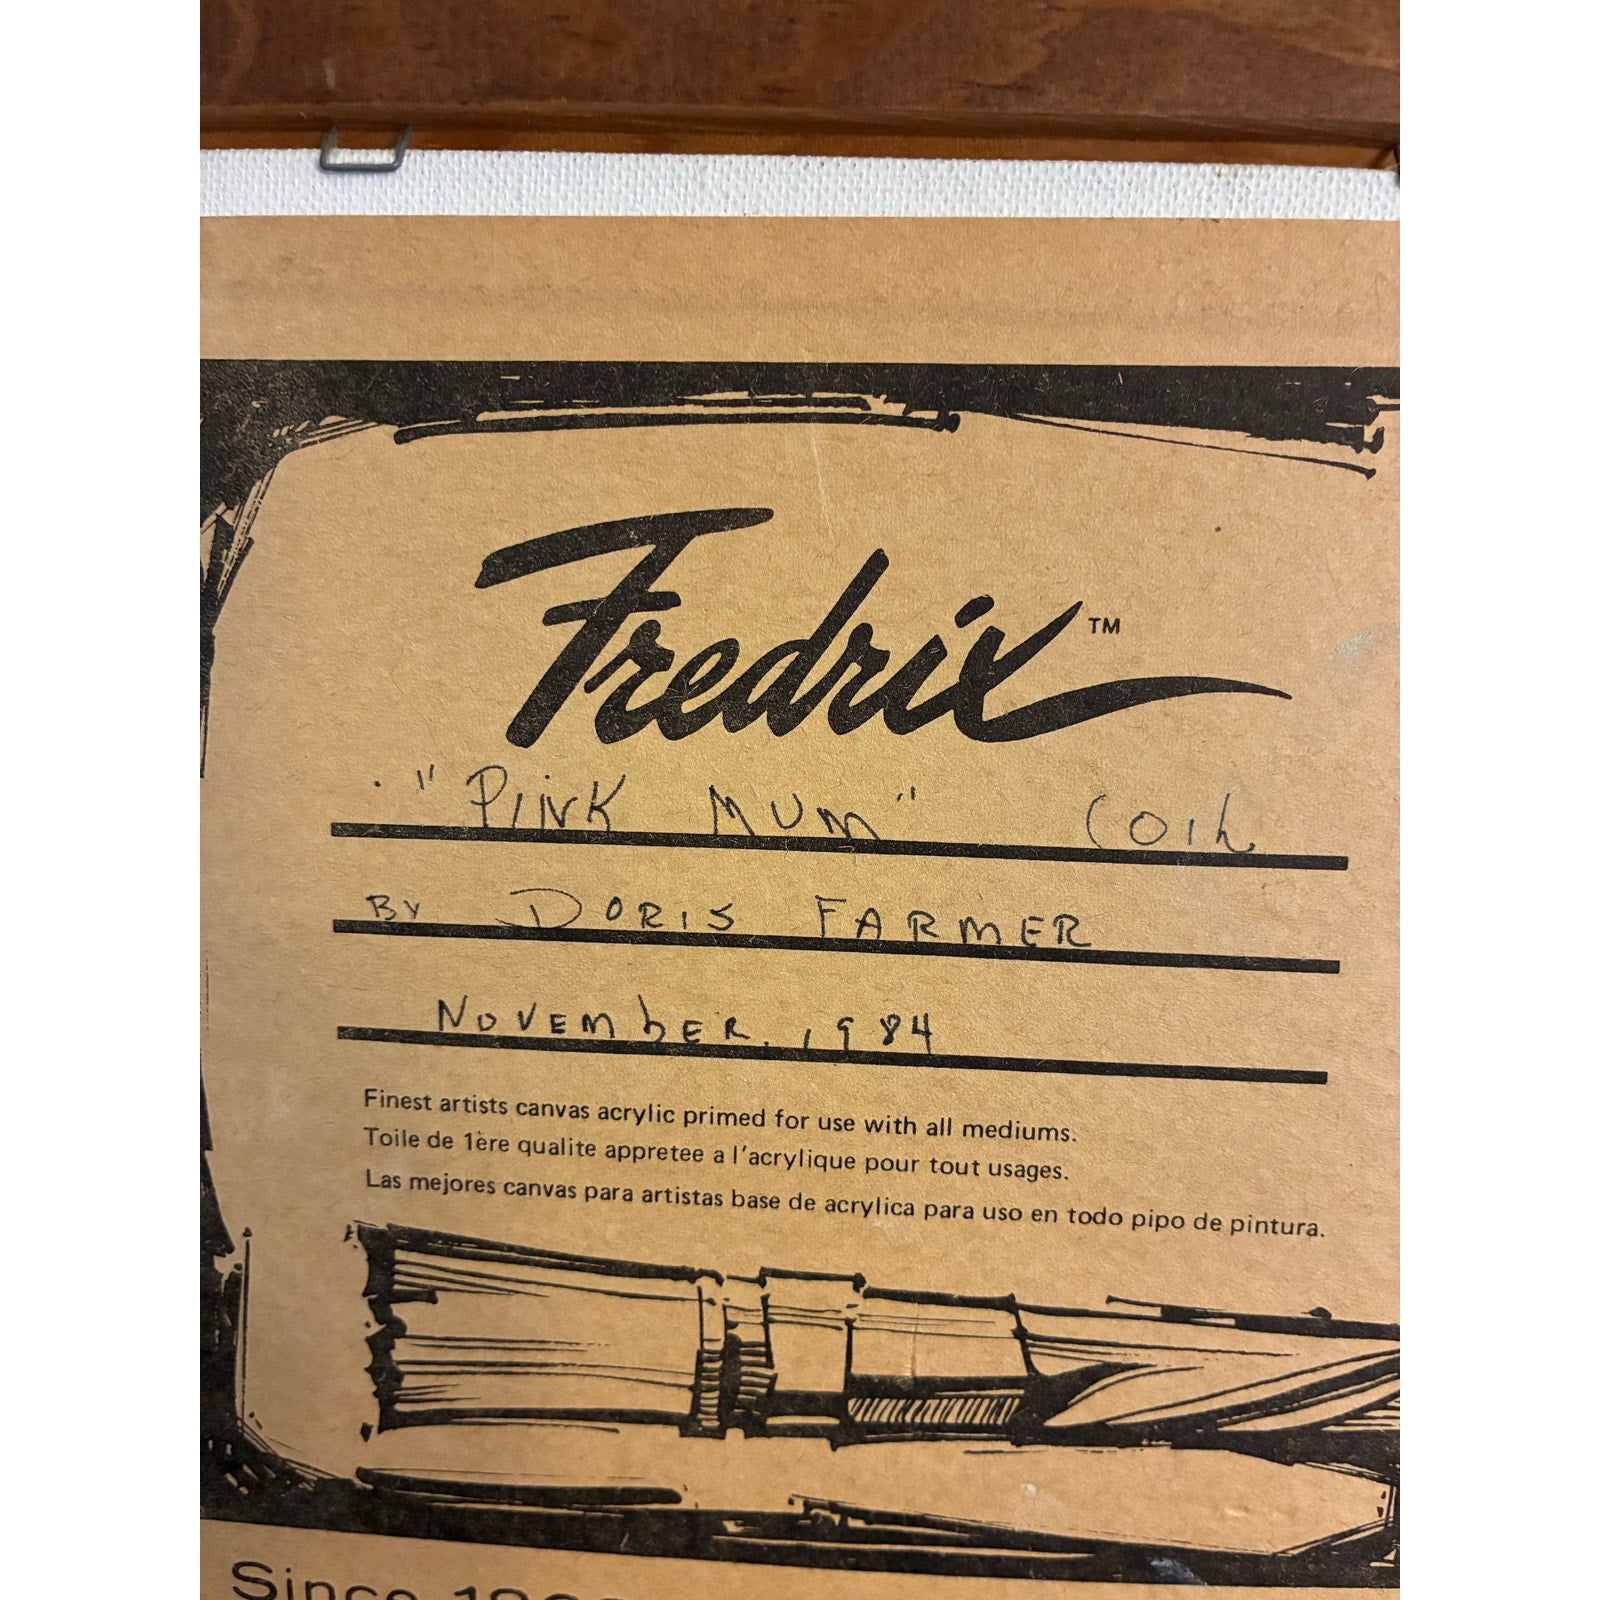 Fredrix™
"PINK MUM" (OIL
BY DORIS FARMER
NOVEMBER, 1984
Finest artists canvas acrylic primed for use with all mediums.
Toile de 1ère qualite appretee a l'acrylique pour tout usages.
Las mejores canvas para artistas base de acrylica para uso en todo pipo de pintura.
Since